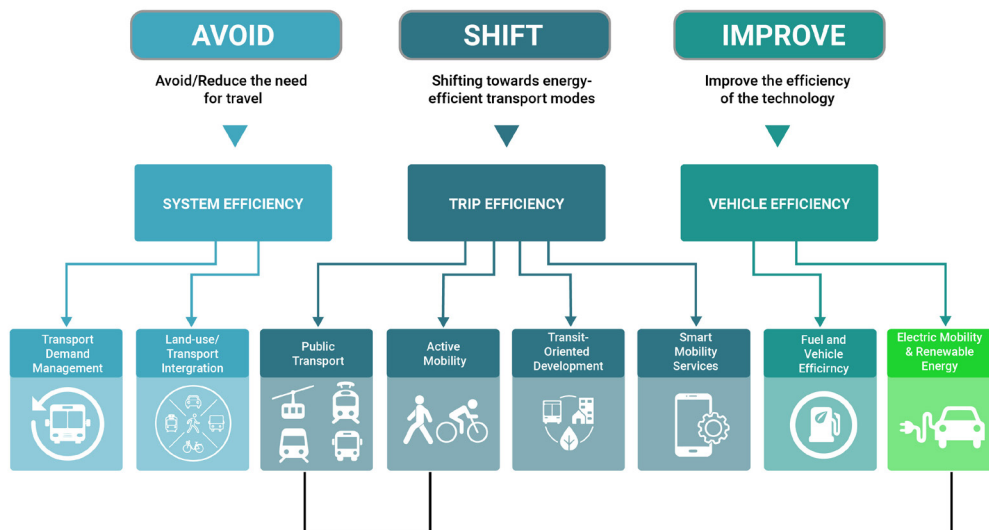 AVOID
SHIFT
IMPROVE
Avoid/Reduce the need
for travel
Shifting towards energy-
efficient transport modes
Improve the efficiency
of the technology
SYSTEM EFFICIENCY
TRIP EFFICIENCY
VEHICLE EFFICIENCY
Transport
Demand
Management
Land-use/
Transport
Intergration
Public
Transport
Active
Mobility
Transit-
Oriented
Development
Smart
Mobility
Services
Fuel and
Vehicle
Efficirncy
Electric Mobility
& Renewable
Energy